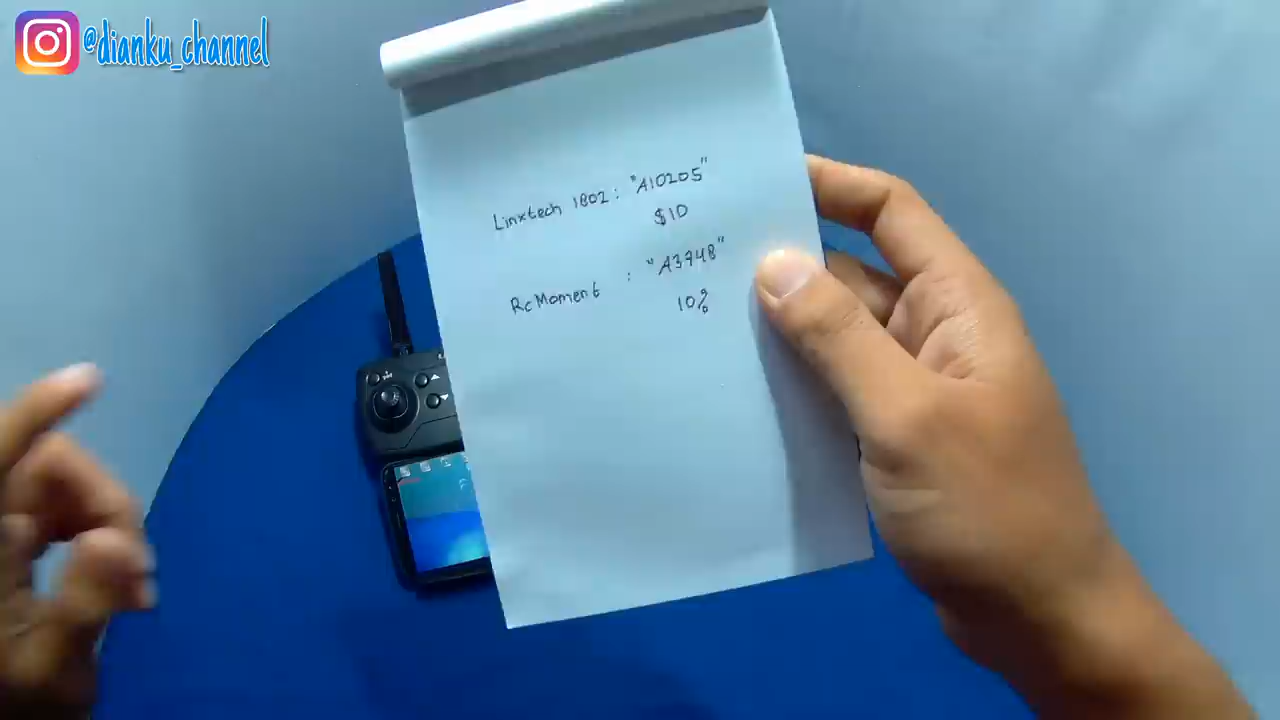 @dianku_channel
Linxtech 1802 : "A10205"
$10
RcMoment : "A3748"
10%